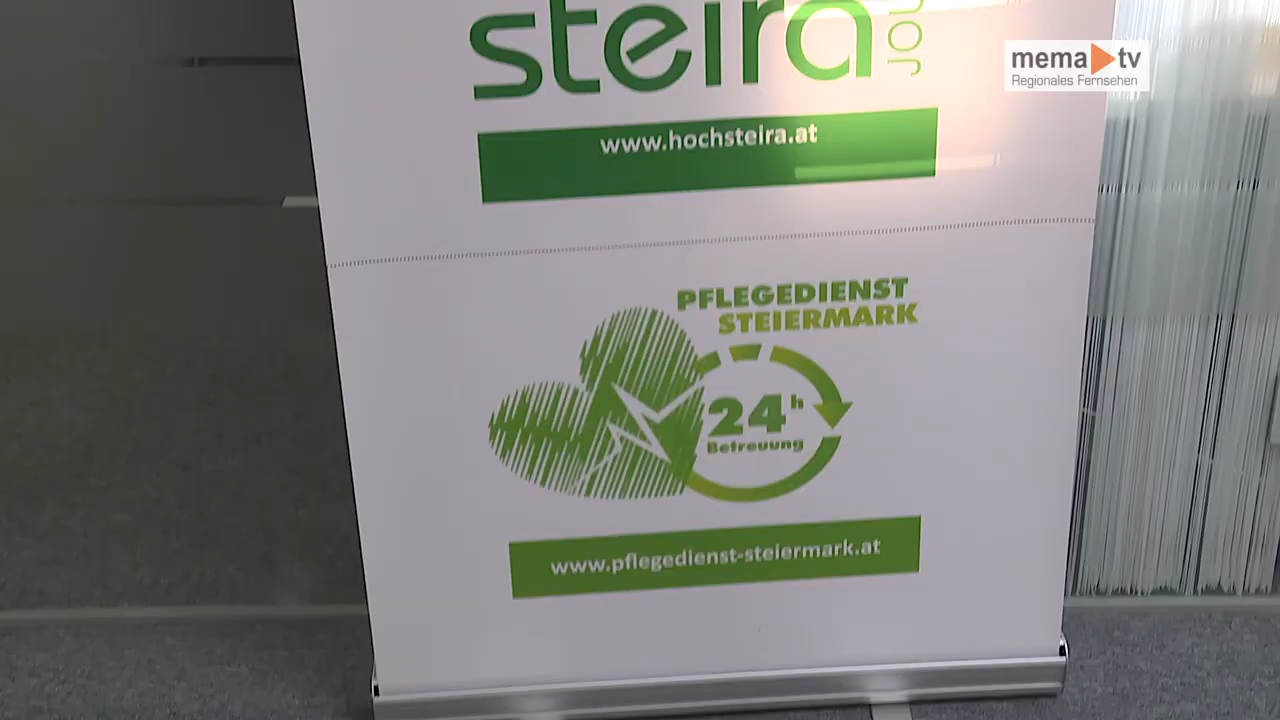 steira
mema tv
Regionales Fernsehen
www.hochsteira.at
PFLEGEDIENST
STEIERMARK
24h
Betreuung
www.pflegedienst-steiermark.at